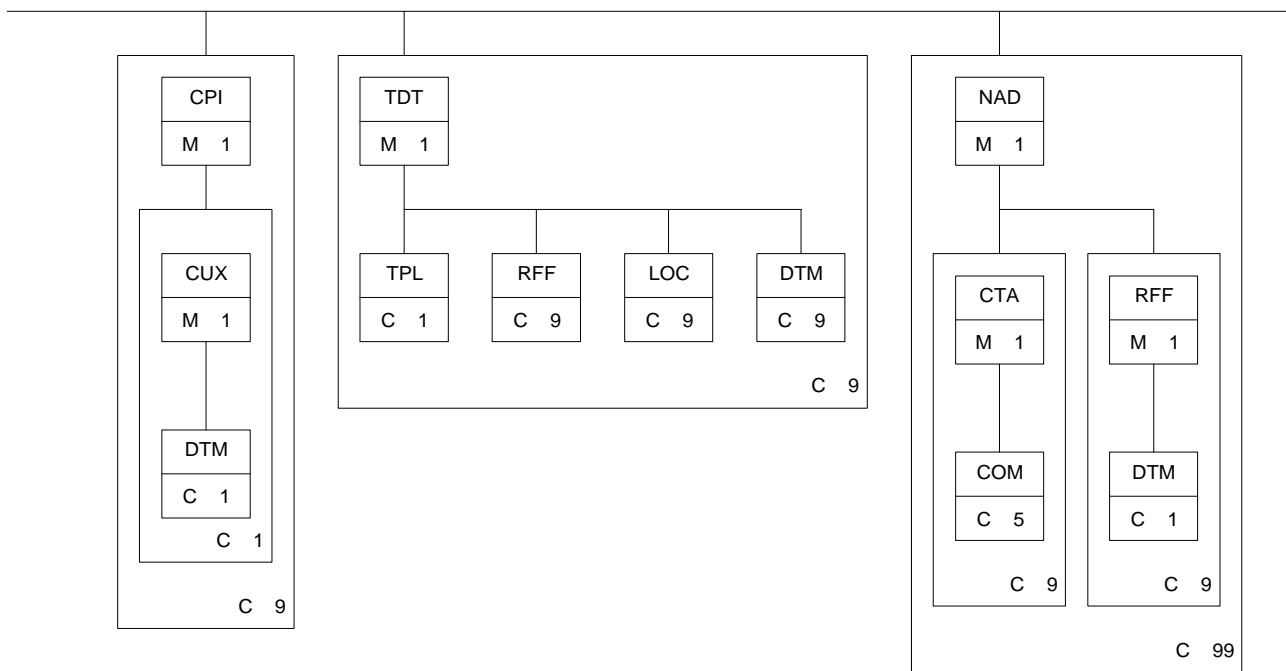 CPI
M 1
CUX
M 1
DTM
C 1
C 1
C 9
TDT
M 1
TPL
C 1
RFF
C 9
LOC
C 9
DTM
C 9
C 9
NAD
M 1
CTA
M 1
COM
C 5
C 9
RFF
M 1
DTM
C 1
C 9
C 99